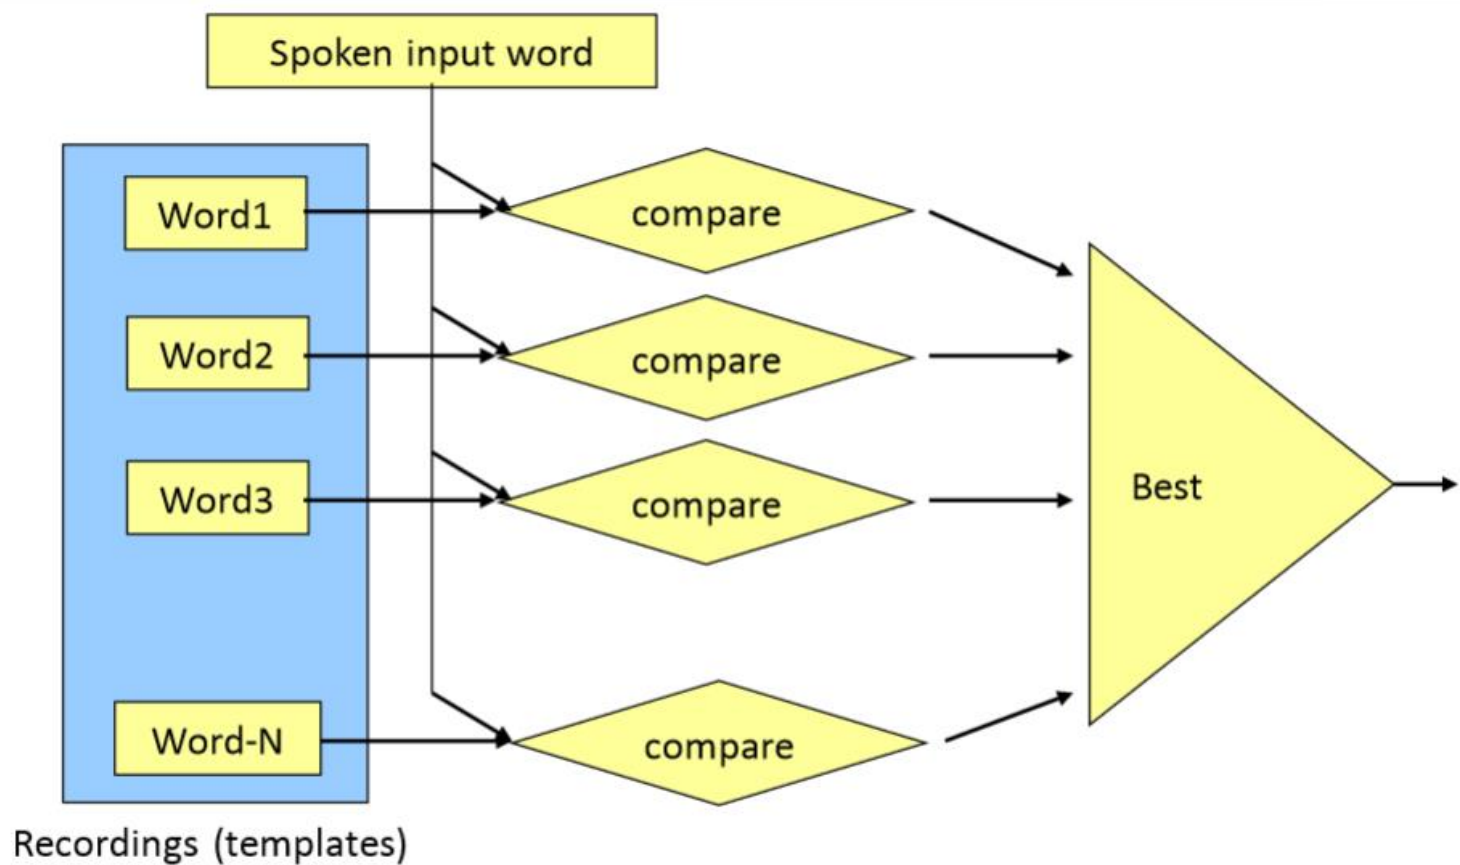 Spoken input word
Word1
compare
Word2
compare
Word3
compare
Best
Word-N
compare
Recordings (templates)